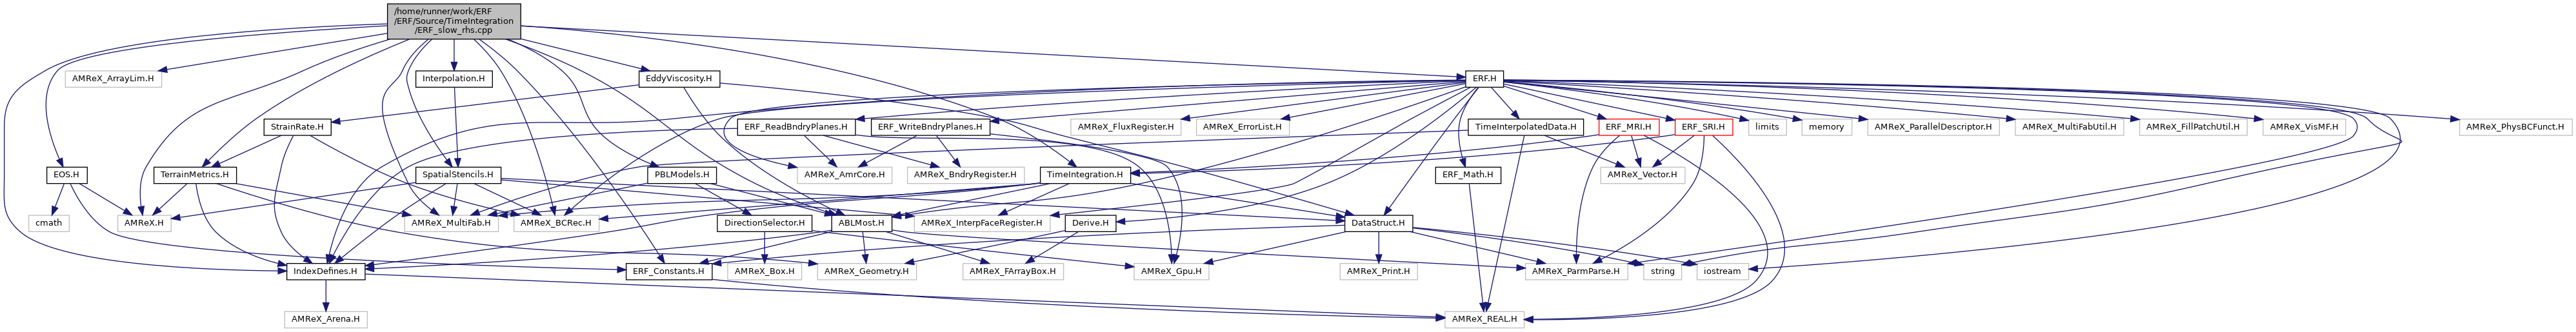 /home/runner/work/ERF
/ERF/Source/TimeIntegration
/ERF_slow_rhs.cpp
AMReX_ArrayLim.H
Interpolation.H
EddyViscosity.H
ERF.H
StrainRate.H
ERF_ReadBndryPlanes.H
ERF_WriteBndryPlanes.H
AMReX_FluxRegister.H
AMReX_ErrorList.H
TimeInterpolatedData.H
ERF_MRI.H
ERF_SRI.H
limits
memory
AMReX_ParallelDescriptor.H
AMReX_MultiFabUtil.H
AMReX_FillPatchUtil.H
AMReX_VisMF.H
AMReX_PhysBCFunct.H
EOS.H
TerrainMetrics.H
SpatialStencils.H
PBLModels.H
AMReX_AmrCore.H
AMReX_BndryRegister.H
TimeIntegration.H
ERF_Math.H
AMReX_Vector.H
cmath
AMReX.H
AMReX_MultiFab.H
AMReX_BCRec.H
DirectionSelector.H
ABLMost.H
AMReX_InterpFaceRegister.H
Derive.H
DataStruct.H
IndexDefines.H
ERF_Constants.H
AMReX_Box.H
AMReX_Geometry.H
AMReX_FArrayBox.H
AMReX_Gpu.H
AMReX_Print.H
AMReX_ParmParse.H
string
iostream
AMReX_Arena.H
AMReX_REAL.H